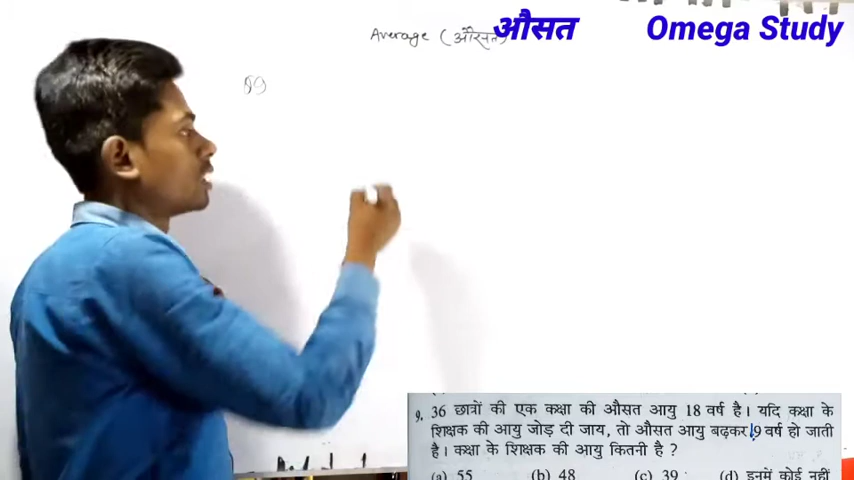 औसत Omega Study
Average (औसत)
09
9. 36 छात्रों की एक कक्षा की औसत आयु 18 वर्ष है। यदि कक्षा के
शिक्षक की आयु जोड़ दी जाय, तो औसत आयु बढ़कर 19 वर्ष हो जाती
है। कक्षा के शिक्षक की आयु कितनी है ?
(a) 55 (b) 48 (c) 39 (d) इनमें कोई नहीं